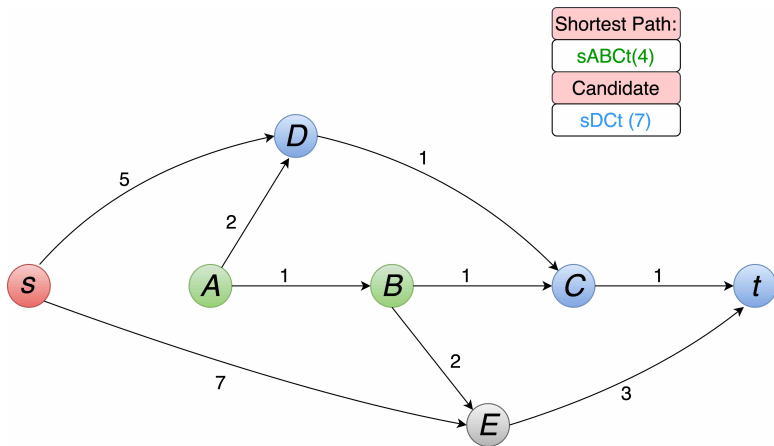 Shortest Path:
sABCt(4)
Candidate
sDCt (7)
D
5
1
2
s
A
1
B
1
C
1
t
2
7
3
E